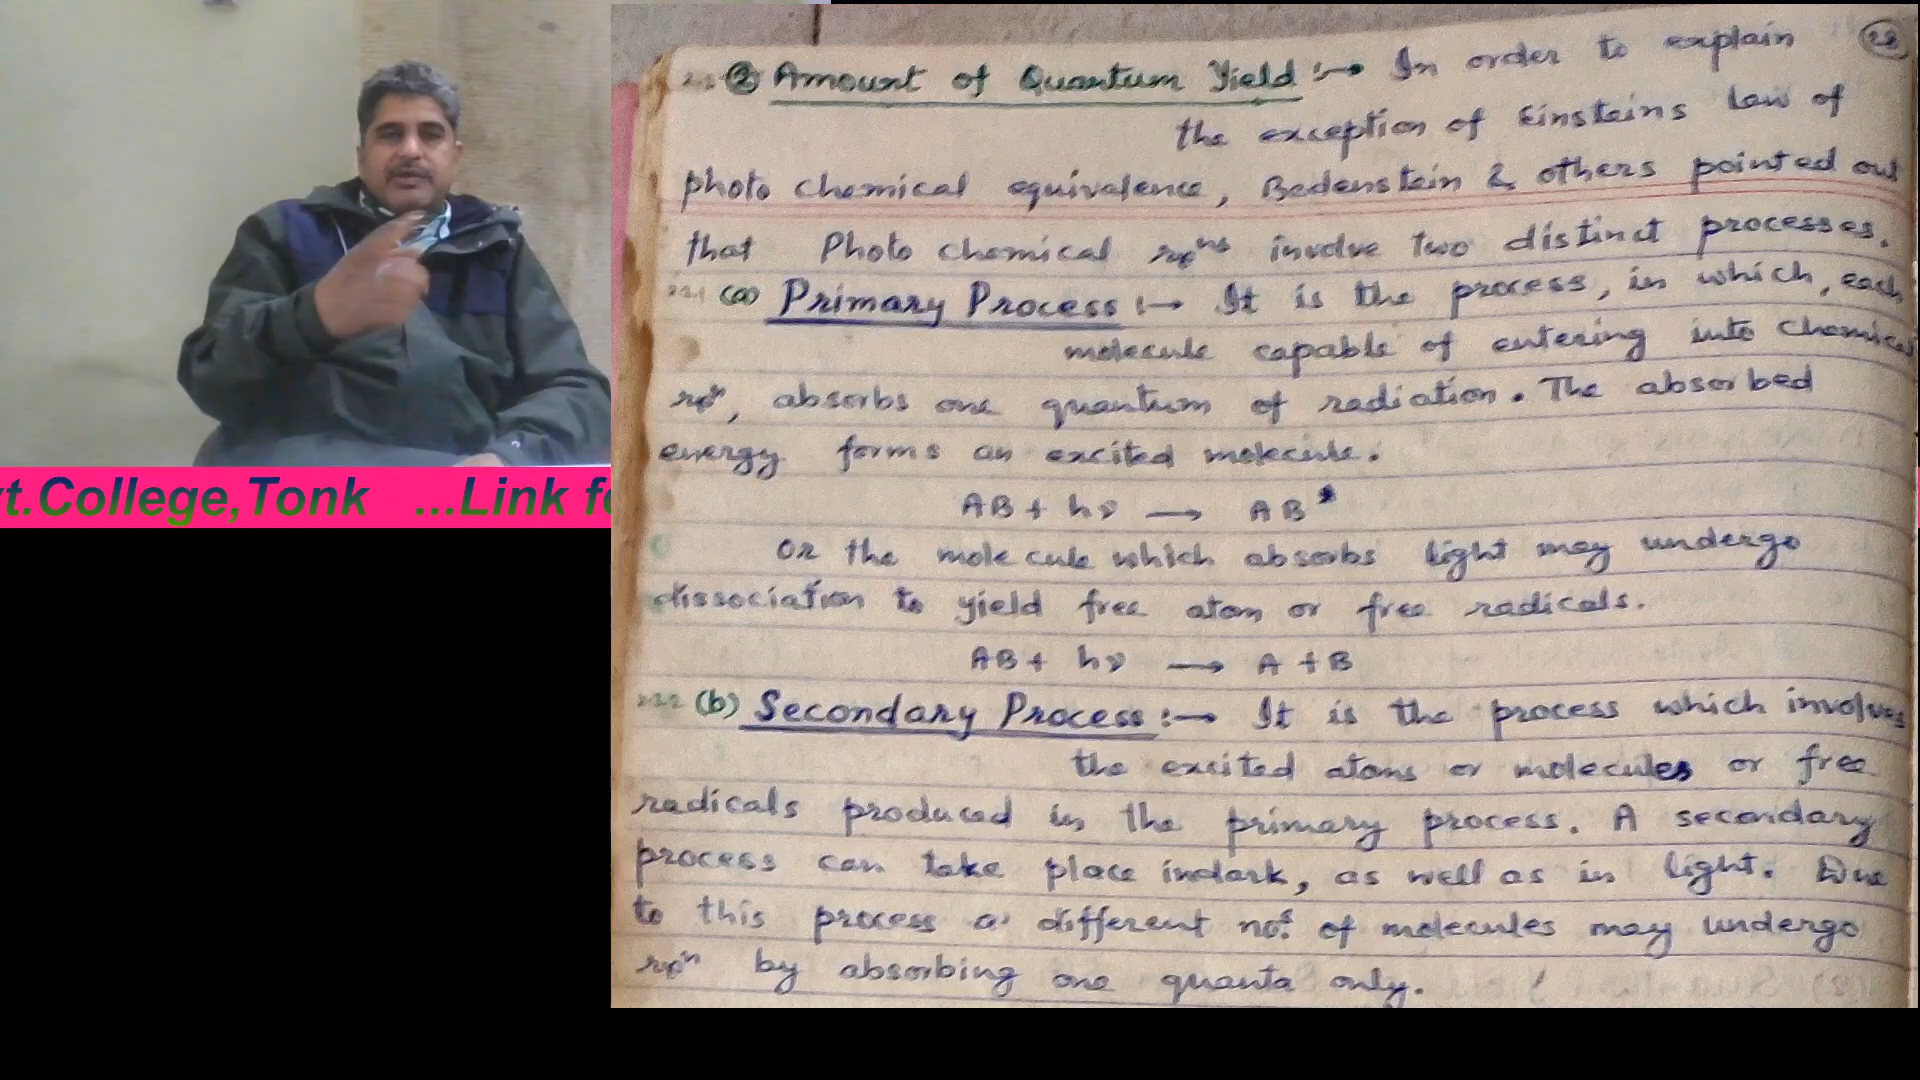 vt.College,Tonk ...Link fo
② Amount of Quantum Yield :→ In order to explain
28
the exception of Einsteins law of
photo chemical equivalence, Bodenstein & others pointed out
that Photo chemical rxⁿˢ involve two distinct processes.
(a) Primary Process :→ It is the process, in which, each
molecule capable of entering into chemical
rxⁿ, absorbs one quantum of radiation. The absorbed
energy forms an excited molecule.
AB + hν → AB*
or the molecule which absorbs light may undergo
dissociation to yield free atom or free radicals.
AB + hν → A + B
(b) Secondary Process :→ It is the process which involves
the excited atoms or molecules or free
radicals produced in the primary process. A secondary
process can take place indark, as well as in light. Due
to this process a different noˢ. of molecules may undergo
rxⁿ by absorbing one quanta only.